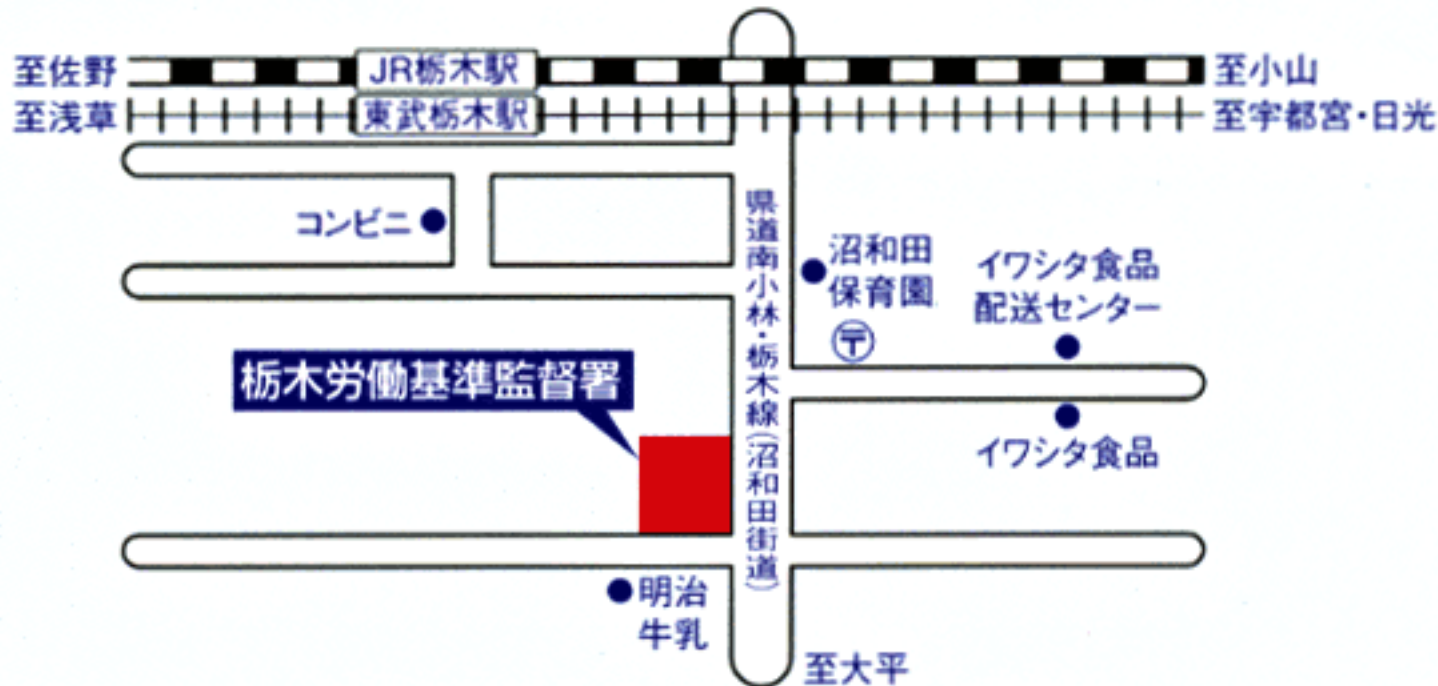 至佐野
JR栃木駅
至小山
至浅草
東武栃木駅
至宇都宮・日光
コンビニ
県道南小林・栃木線(沼和田街道)
沼和田
保育園
〒
イワシタ食品
配送センター
栃木労働基準監督署
イワシタ食品
明治
牛乳
至大平